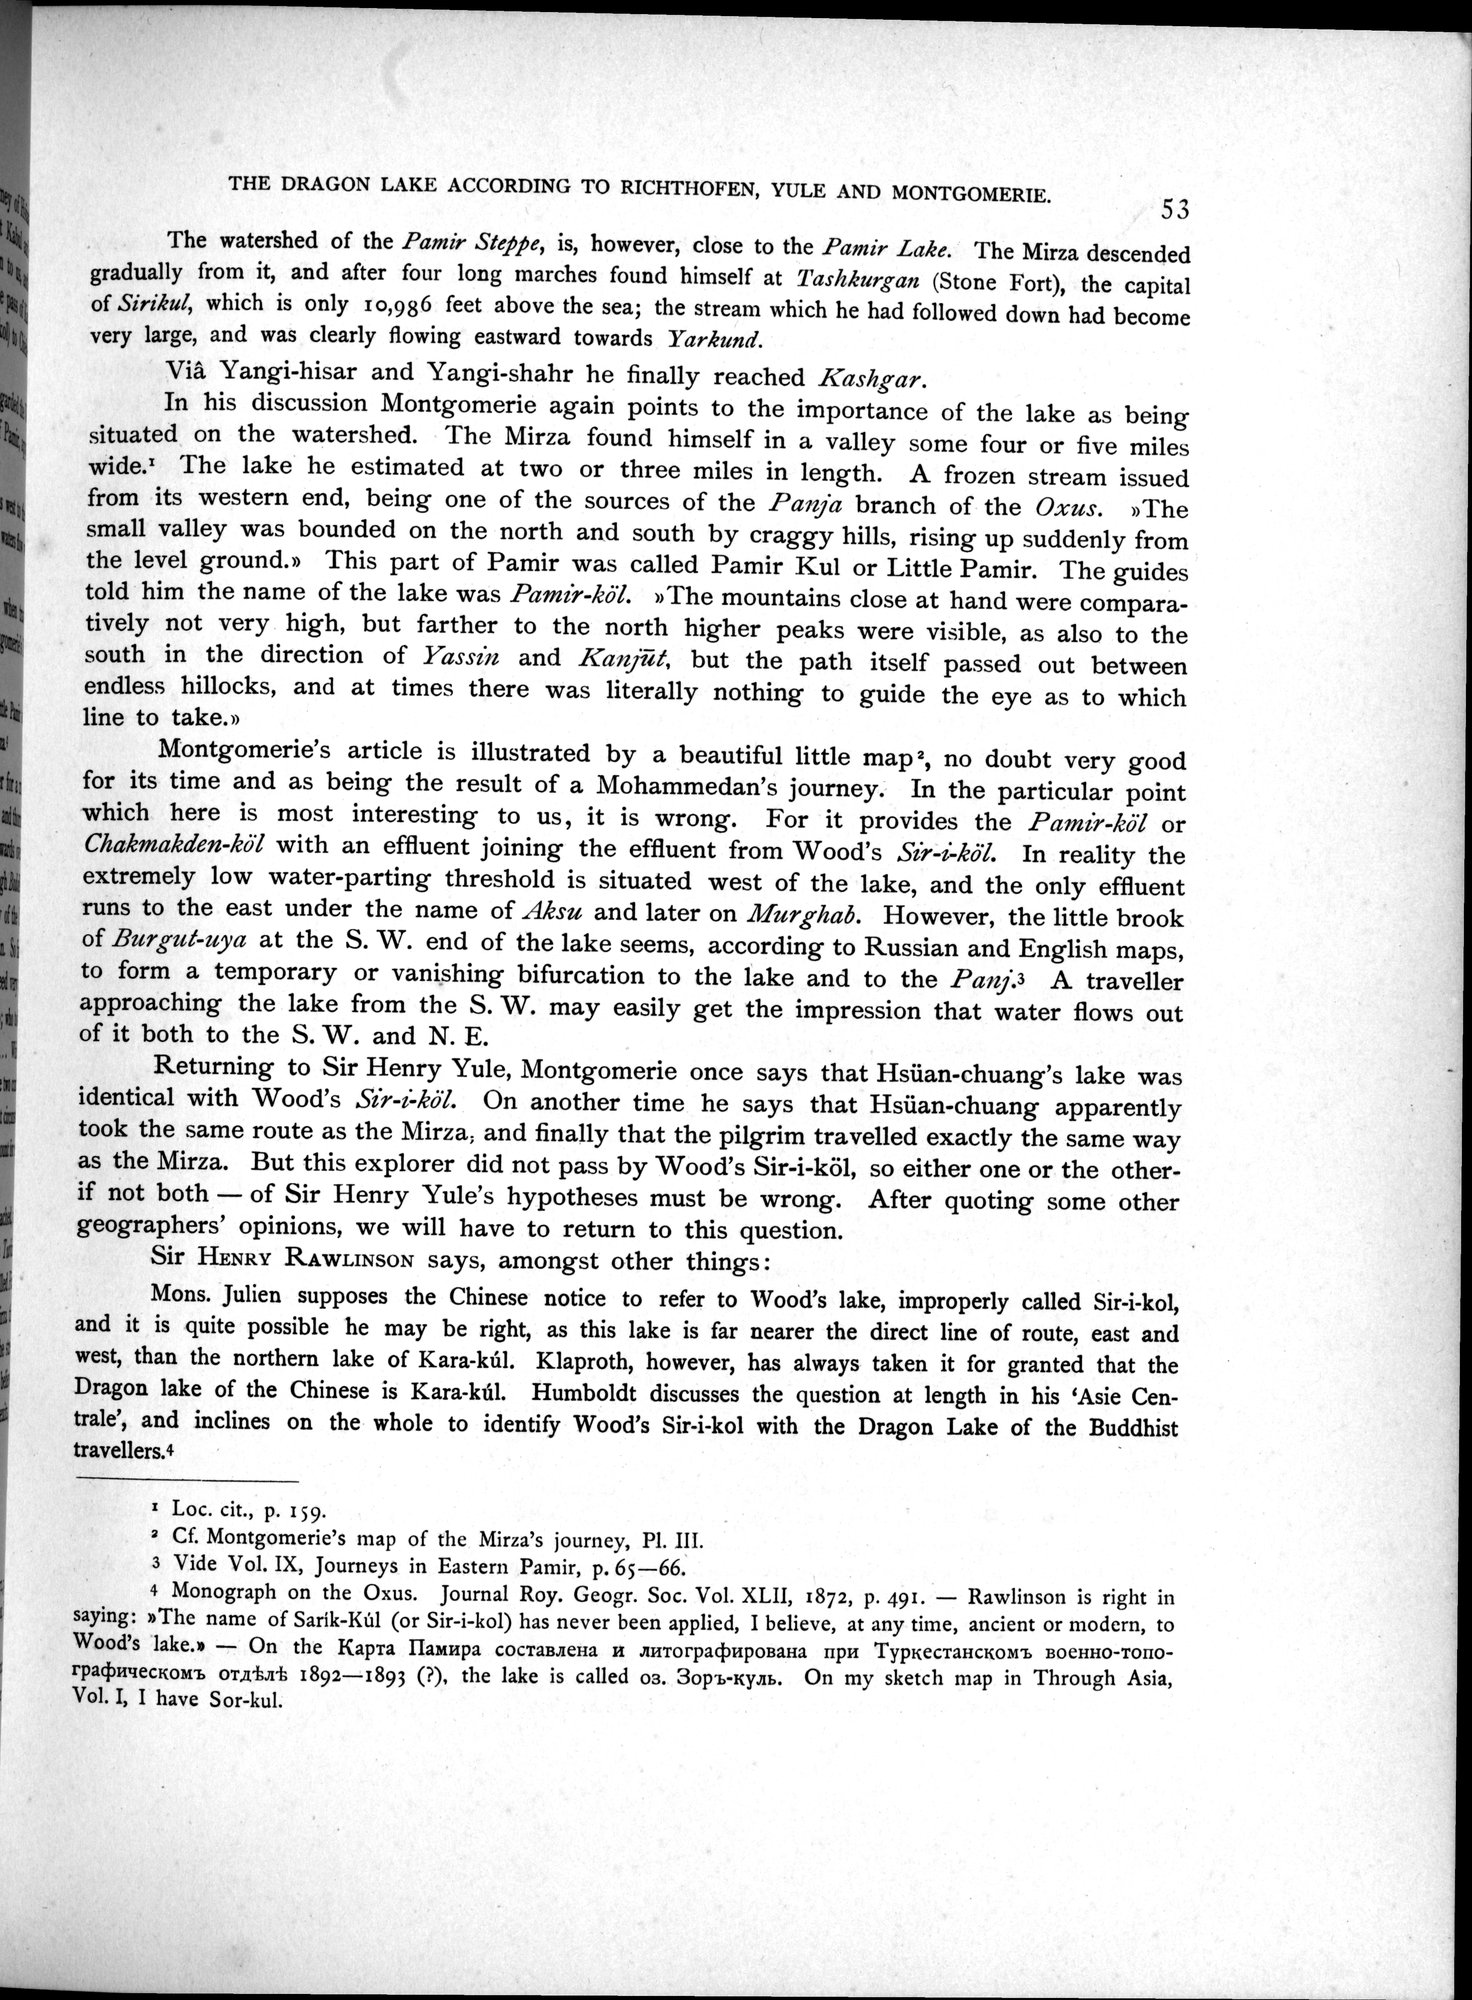 THE DRAGON LAKE ACCORDING TO RICHTHOFEN, YULE AND MONTGOMERIE.
53
The watershed of the Pamir Steppe, is, however, close to the Pamir Lake. The Mirza descended
gradually from it, and after four long marches found himself at Tashkurgan (Stone Fort), the capital
of Sirikul, which is only 10,986 feet above the sea; the stream which he had followed down had become
very large, and was clearly flowing eastward towards Yarkund.
Viâ Yangi-hisar and Yangi-shahr he finally reached Kashgar.
In his discussion Montgomerie again points to the importance of the lake as being
situated on the watershed. The Mirza found himself in a valley some four or five miles
wide.¹ The lake he estimated at two or three miles in length. A frozen stream issued
from its western end, being one of the sources of the Panja branch of the Oxus. »The
small valley was bounded on the north and south by craggy hills, rising up suddenly from
the level ground.» This part of Pamir was called Pamir Kul or Little Pamir. The guides
told him the name of the lake was Pamir-köl. »The mountains close at hand were compara-
tively not very high, but farther to the north higher peaks were visible, as also to the
south in the direction of Yassin and Kanjūt, but the path itself passed out between
endless hillocks, and at times there was literally nothing to guide the eye as to which
line to take.»
Montgomerie's article is illustrated by a beautiful little map², no doubt very good
for its time and as being the result of a Mohammedan's journey. In the particular point
which here is most interesting to us, it is wrong. For it provides the Pamir-köl or
Chakmakden-köl with an effluent joining the effluent from Wood's Sir-i-köl. In reality the
extremely low water-parting threshold is situated west of the lake, and the only effluent
runs to the east under the name of Aksu and later on Murghab. However, the little brook
of Burgut-uya at the S. W. end of the lake seems, according to Russian and English maps,
to form a temporary or vanishing bifurcation to the lake and to the Panj.³ A traveller
approaching the lake from the S. W. may easily get the impression that water flows out
of it both to the S. W. and N. E.
Returning to Sir Henry Yule, Montgomerie once says that Hsüan-chuang's lake was
identical with Wood's Sir-i-köl. On another time he says that Hsüan-chuang apparently
took the same route as the Mirza, and finally that the pilgrim travelled exactly the same way
as the Mirza. But this explorer did not pass by Wood's Sir-i-köl, so either one or the other-
if not both — of Sir Henry Yule's hypotheses must be wrong. After quoting some other
geographers' opinions, we will have to return to this question.
Sir HENRY RAWLINSON says, amongst other things:
Mons. Julien supposes the Chinese notice to refer to Wood's lake, improperly called Sir-i-kol,
and it is quite possible he may be right, as this lake is far nearer the direct line of route, east and
west, than the northern lake of Kara-kúl. Klaproth, however, has always taken it for granted that the
Dragon lake of the Chinese is Kara-kúl. Humboldt discusses the question at length in his 'Asie Cen-
trale', and inclines on the whole to identify Wood's Sir-i-kol with the Dragon Lake of the Buddhist
travellers.⁴
¹ Loc. cit., p. 159.
² Cf. Montgomerie's map of the Mirza's journey, Pl. III.
³ Vide Vol. IX, Journeys in Eastern Pamir, p. 65—66.
⁴ Monograph on the Oxus. Journal Roy. Geogr. Soc. Vol. XLII, 1872, p. 491. — Rawlinson is right in
saying: »The name of Sarík-Kúl (or Sir-i-kol) has never been applied, I believe, at any time, ancient or modern, to
Wood's lake.» — On the Карта Памира составлена и литографирована при Туркестанскомъ военно-топо-
графическомъ отдѣлѣ 1892—1893 (?), the lake is called оз. Зоръ-куль. On my sketch map in Through Asia,
Vol. I, I have Sor-kul.